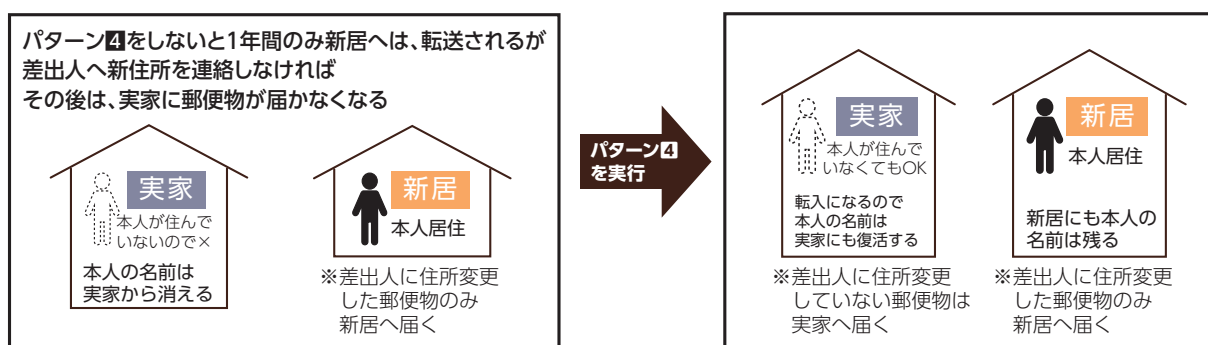 パターン4をしないと1年間のみ新居へは、転送されるが
差出人へ新住所を連絡しなければ
その後は、実家に郵便物が届かなくなる
実家
本人が住んで
いないので×
本人の名前は
実家から消える
新居
本人居住
※差出人に住所変更
した郵便物のみ
新居へ届く
パターン4
を実行
実家
本人が住んで
いなくてもOK
転入になるので
本人の名前は
実家にも復活する
※差出人に住所変更
していない郵便物は
実家へ届く
新居
本人居住
新居にも本人の
名前は残る
※差出人に住所変更
した郵便物のみ
新居へ届く